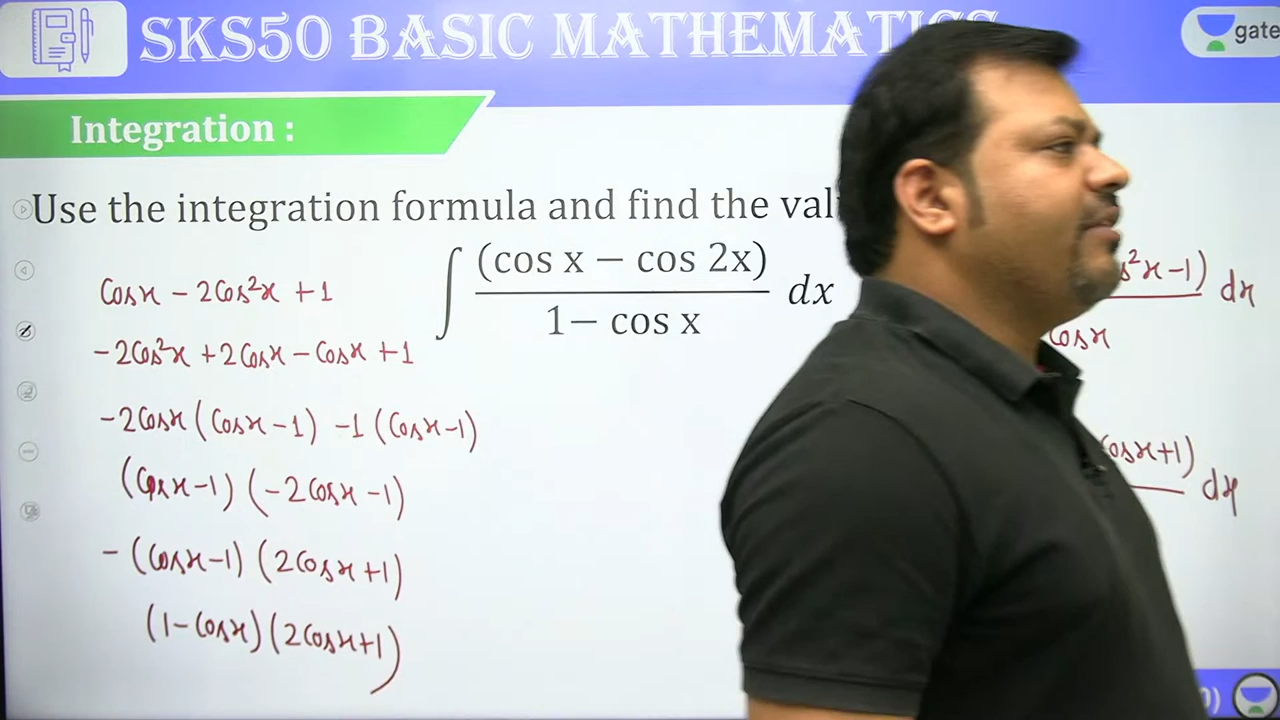 SKS50 BASIC MATHEMATICS
gate
Integration :
Use the integration formula and find the
∫ (cos x − cos 2x) / 1− cos x dx
cosx − 2cos²x + 1
−2cos²x + 2cosx − cosx + 1
−2cosx (cosx − 1) −1 (cosx − 1)
(cosx − 1) (−2cosx − 1)
− (cosx − 1) (2cosx + 1)
(1 − cosx) (2cosx + 1)
²x − 1) dx
cosx
cosx + 1) dx